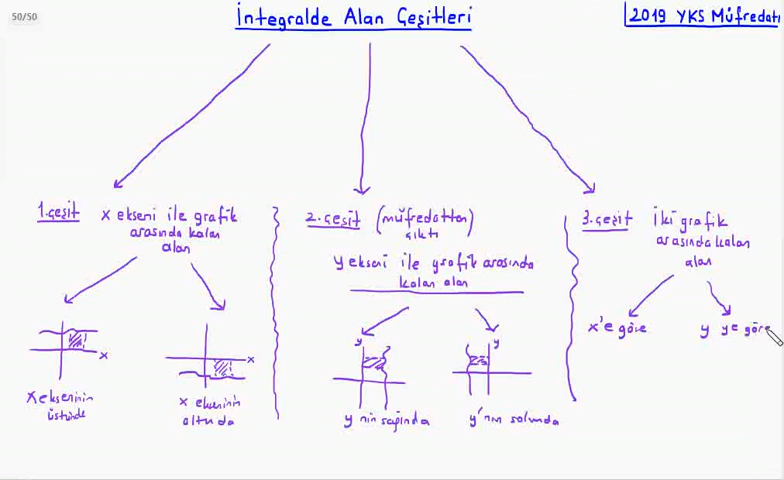 50/50
İntegralde Alan Çeşitleri
2019 YKS Müfredatı
1.çeşit x ekseni ile grafik
arasında kalan
alan
x
x ekseninin
üstünde
x
x ekseninin
altında
2.çeşit (müfredattan
çıktı)
y ekseni ile grafik arasında
kalan alan
y
y'nin sağında
y
y'nin solunda
3.çeşit İki grafik
arasında kalan
alan
x'e göre
y ye göre